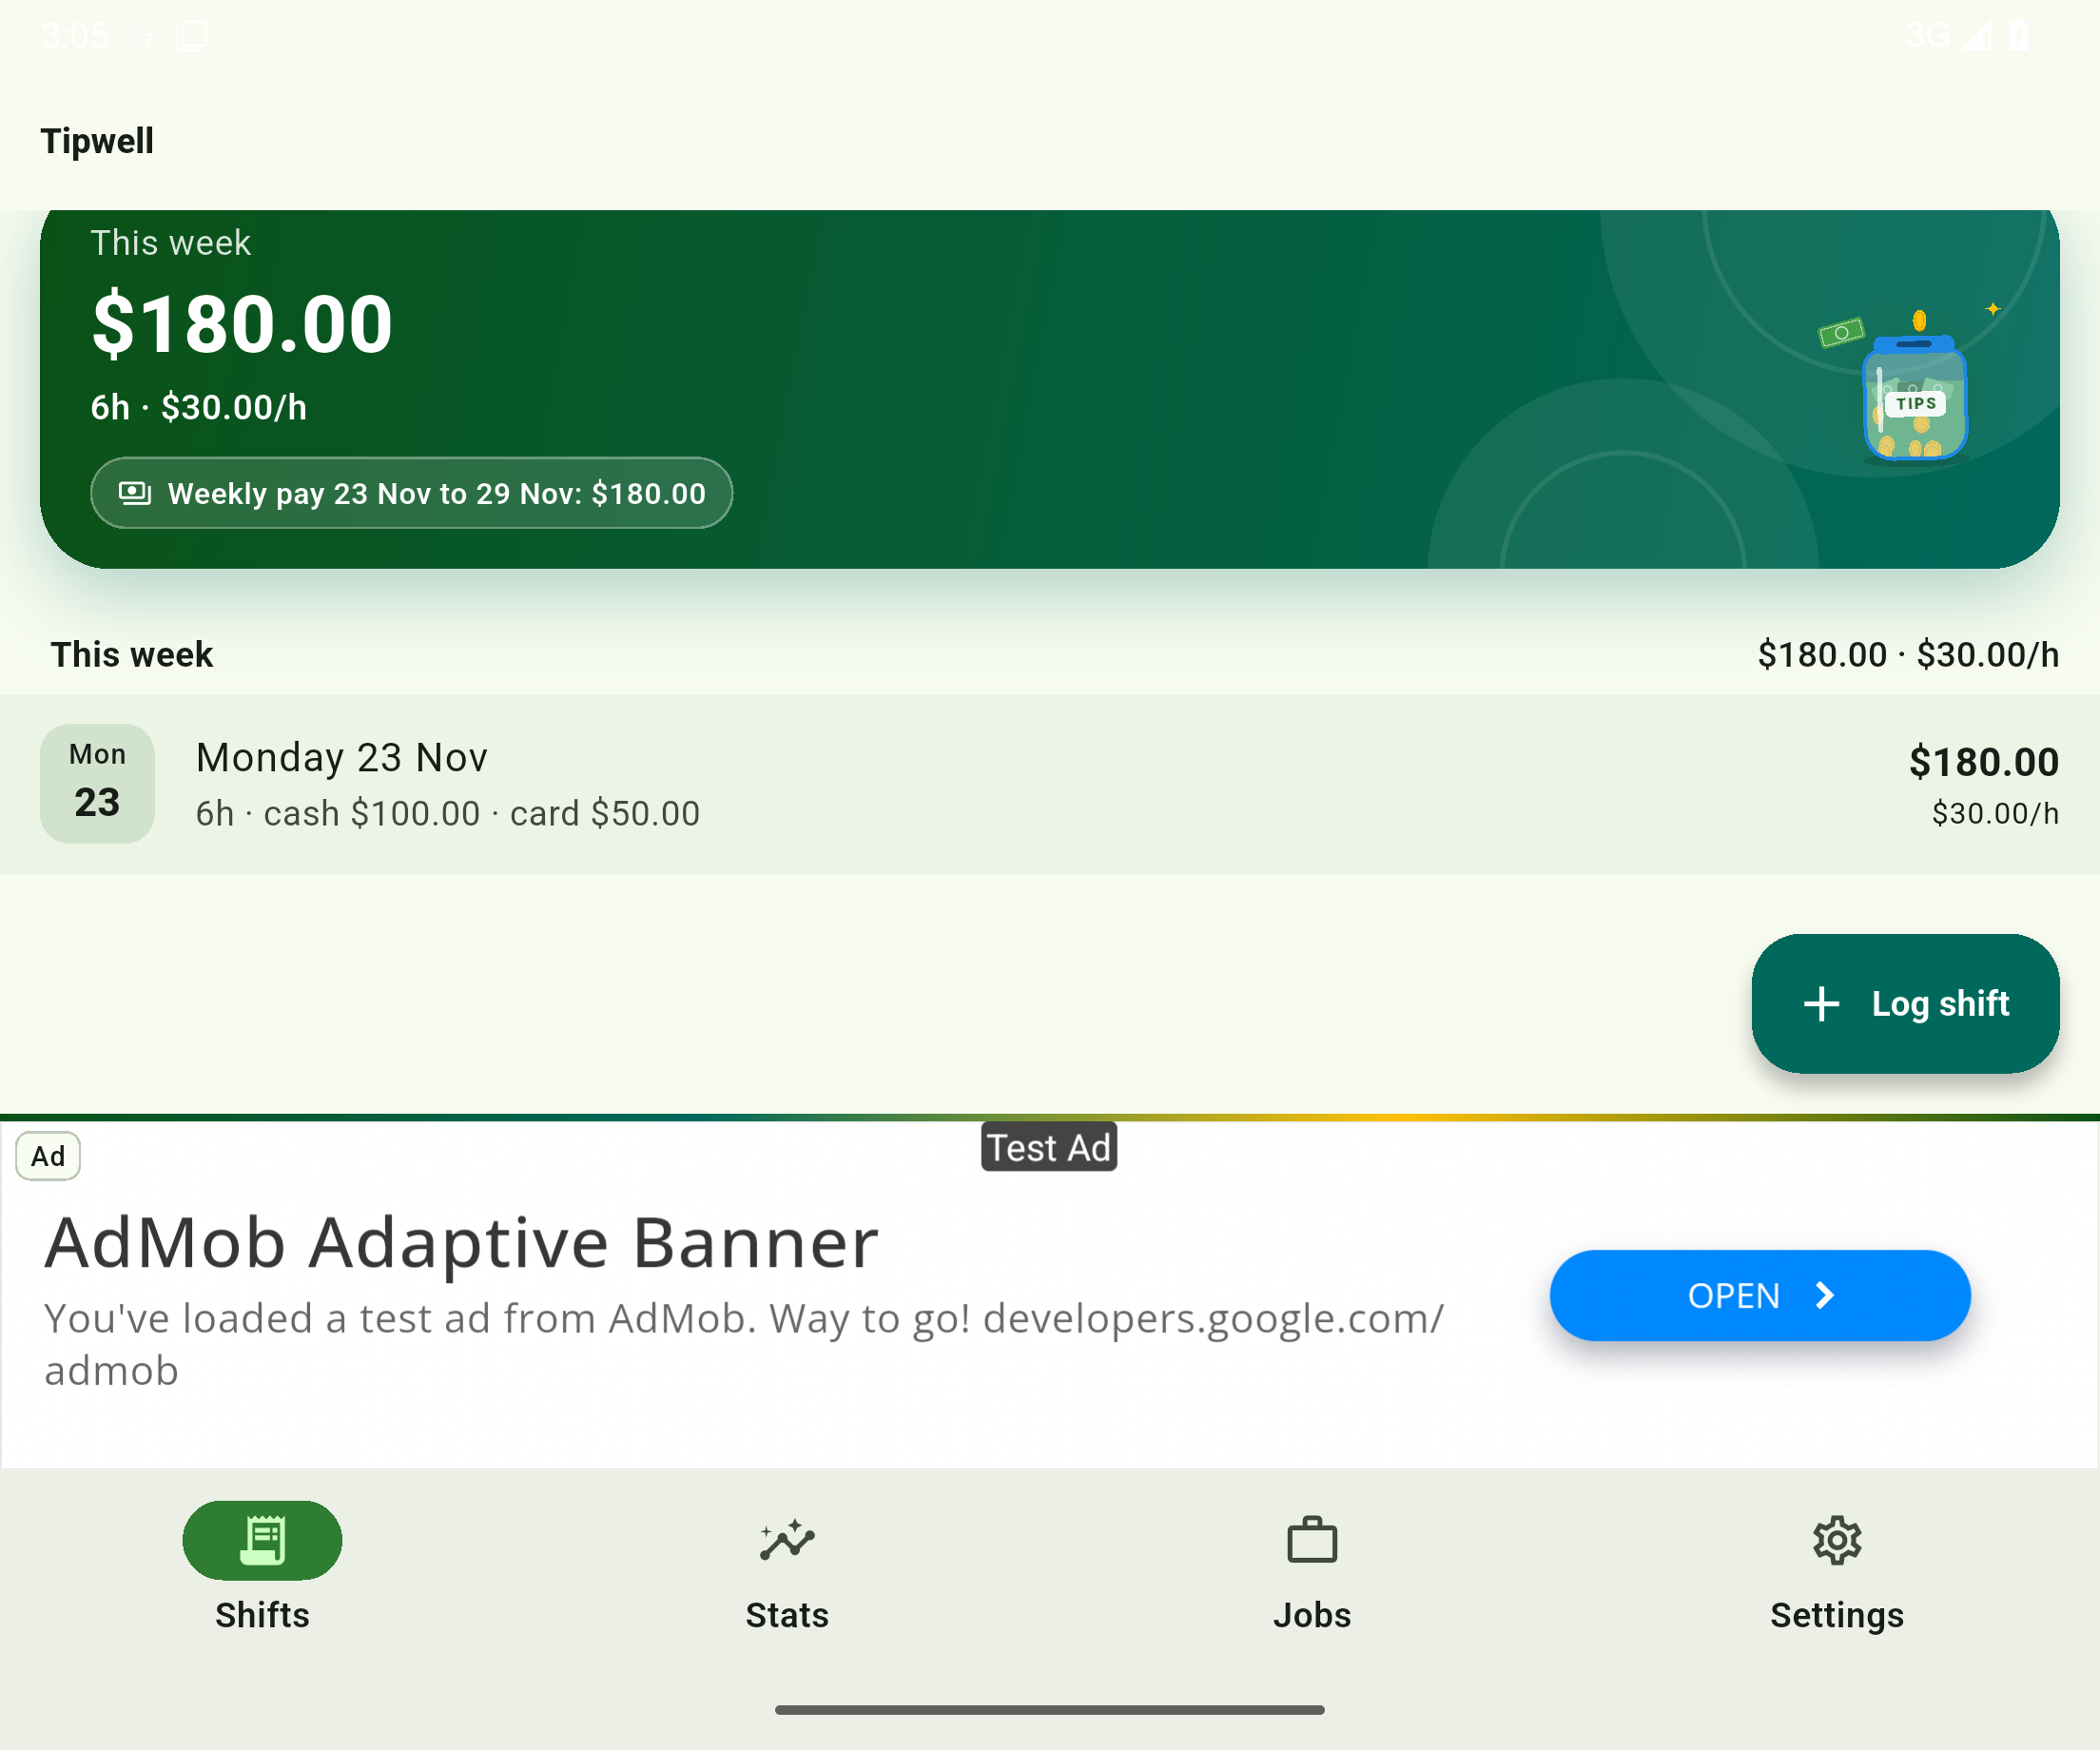 3:05
3G
Tipwell
This week
$180.00
6h · $30.00/h
TIPS
Weekly pay 23 Nov to 29 Nov: $180.00
This week
$180.00 · $30.00/h
Mon
23
Monday 23 Nov
6h · cash $100.00 · card $50.00
$180.00
$30.00/h
Log shift
Ad
Test Ad
AdMob Adaptive Banner
You've loaded a test ad from AdMob. Way to go! developers.google.com/
admob
OPEN
Shifts
Stats
Jobs
Settings